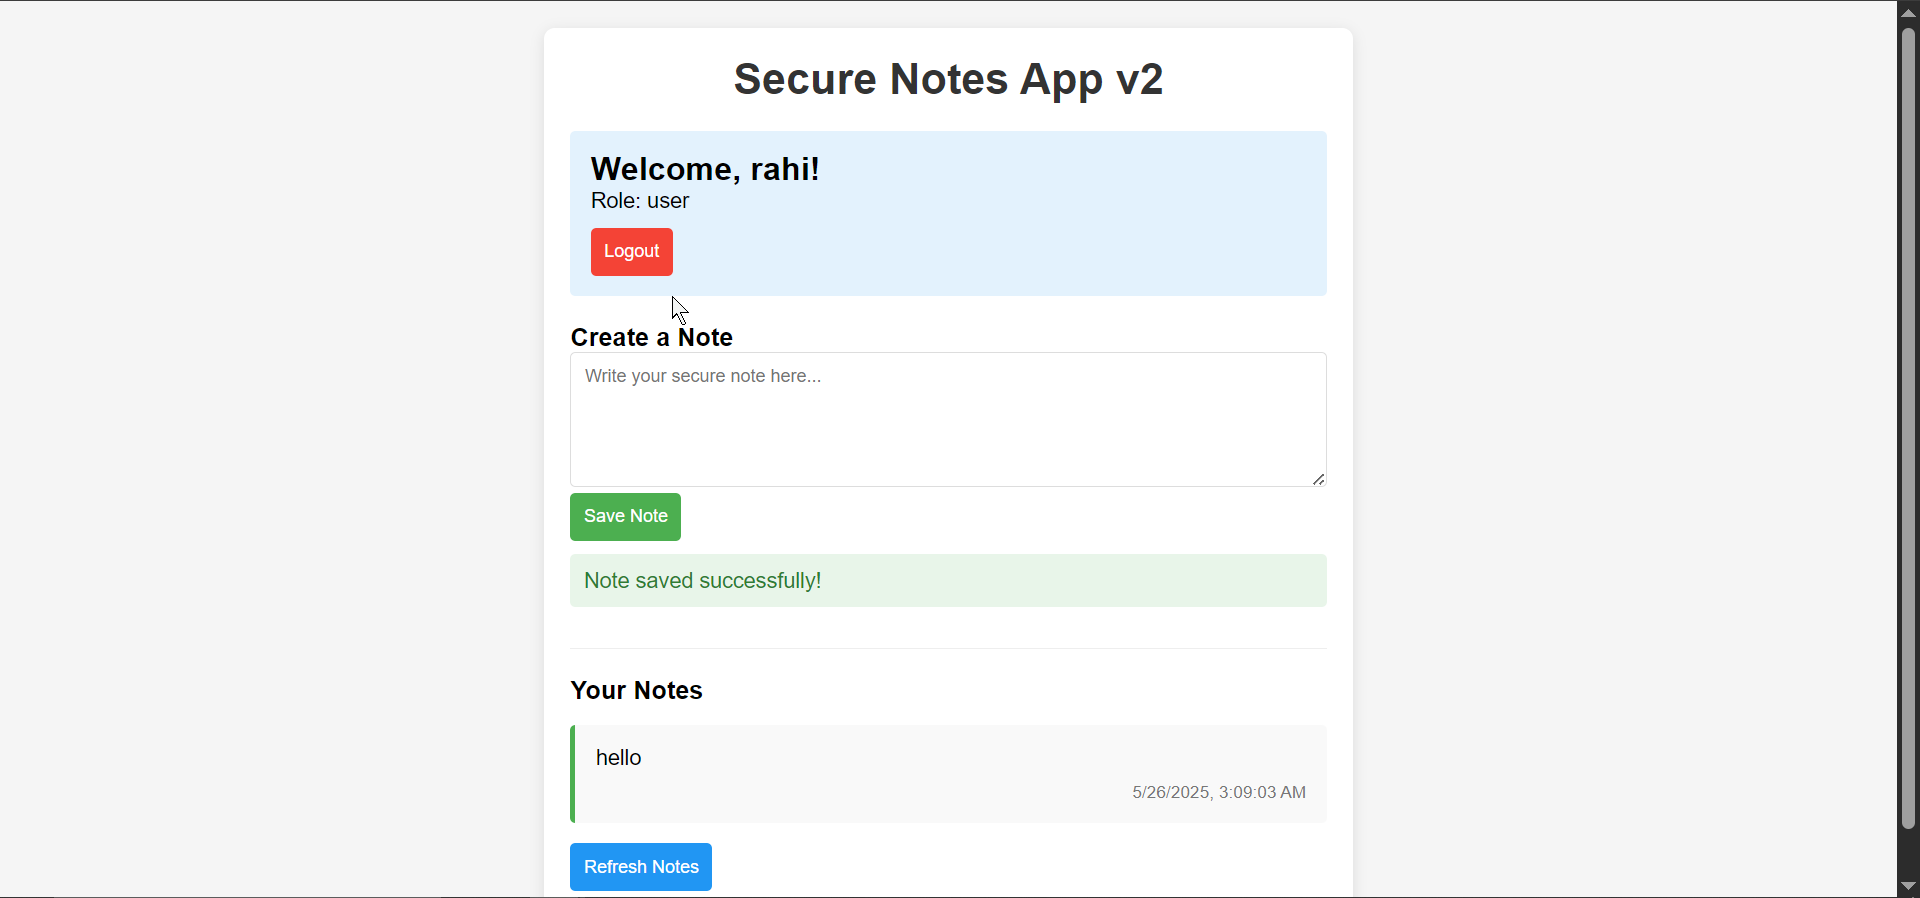 Secure Notes App v2
Welcome, rahi!
Role: user
Logout
Create a Note
Write your secure note here...
Save Note
Note saved successfully!
Your Notes
hello
5/26/2025, 3:09:03 AM
Refresh Notes